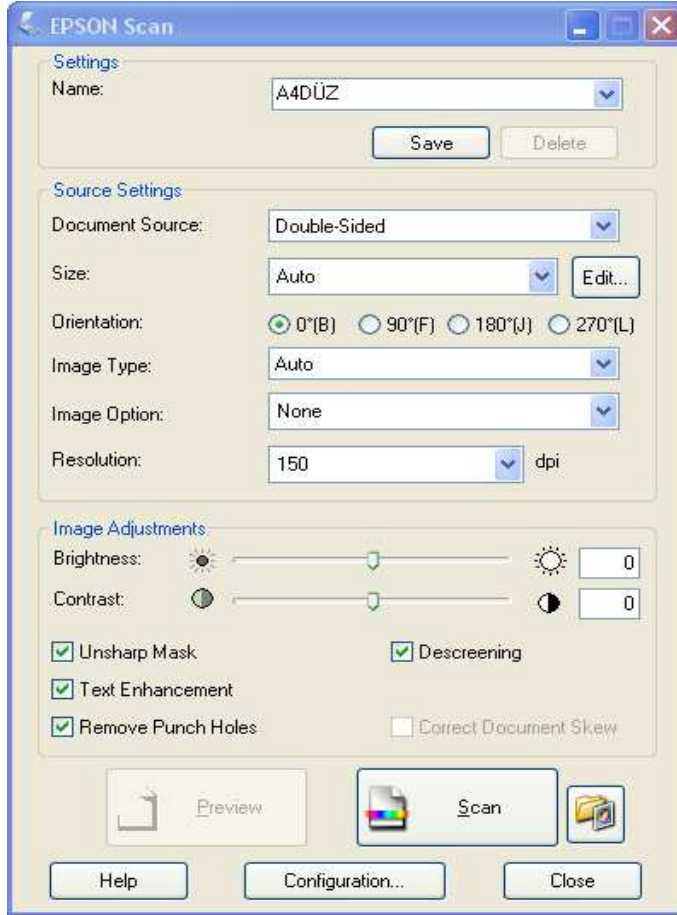 EPSON Scan
Settings
Name: A4DÜZ
Save Delete
Source Settings
Document Source: Double-Sided
Size: Auto Edit...
Orientation: 0°(B) 90°(F) 180°(J) 270°(L)
Image Type: Auto
Image Option: None
Resolution: 150 dpi
Image Adjustments
Brightness: 0
Contrast: 0
Unsharp Mask Descreening
Text Enhancement
Remove Punch Holes Correct Document Skew
Preview Scan
Help Configuration... Close